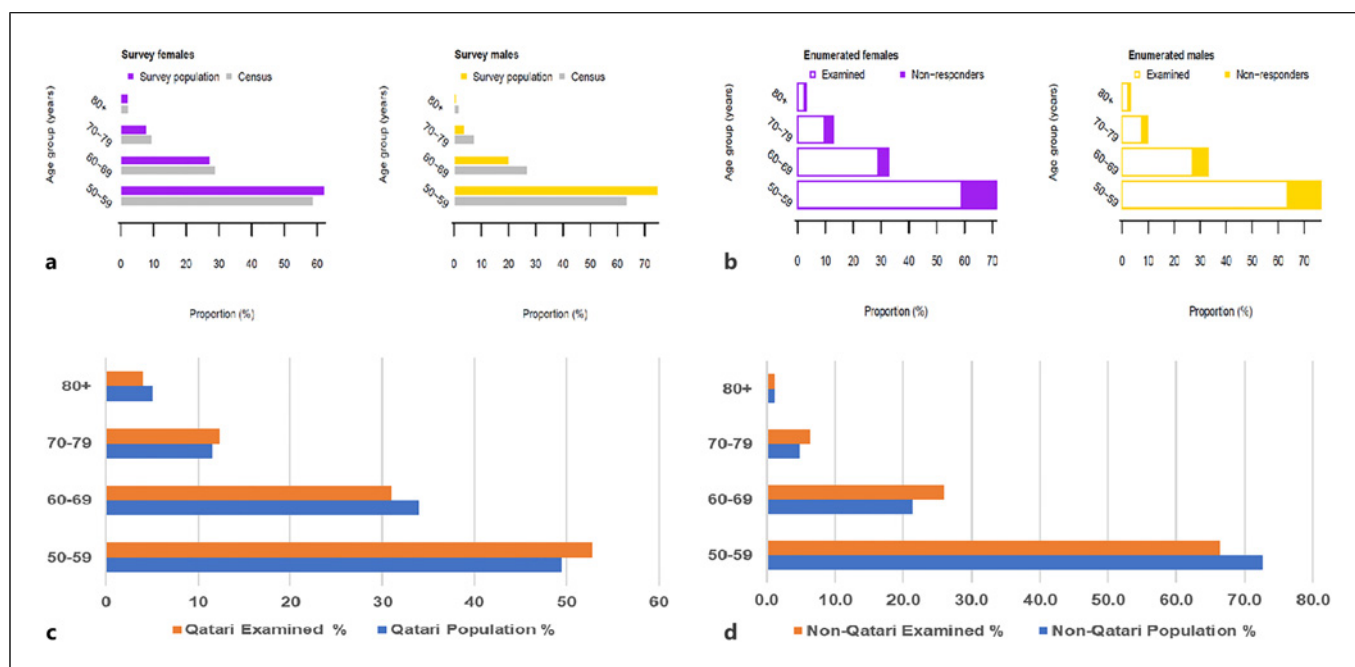 Survey females
Survey population Census
Age group (years)
80+
70-79
60-69
50-59
0 10 20 30 40 50 60
Proportion (%)
Survey males
Survey population Census
Age group (years)
80+
70-79
60-69
50-59
0 10 20 30 40 50 60 70
Proportion (%)
a
Enumerated females
Examined Non-responders
Age group (years)
80+
70-79
60-69
50-59
0 10 20 30 40 50 60 70
Proportion (%)
Enumerated males
Examined Non-responders
Age group (years)
80+
70-79
60-69
50-59
0 10 20 30 40 50 60 70
Proportion (%)
b
80+
70-79
60-69
50-59
0 10 20 30 40 50 60
Qatari Examined % Qatari Population %
c
80+
70-79
60-69
50-59
0.0 10.0 20.0 30.0 40.0 50.0 60.0 70.0 80.0
Non-Qatari Examined % Non-Qatari Population %
d